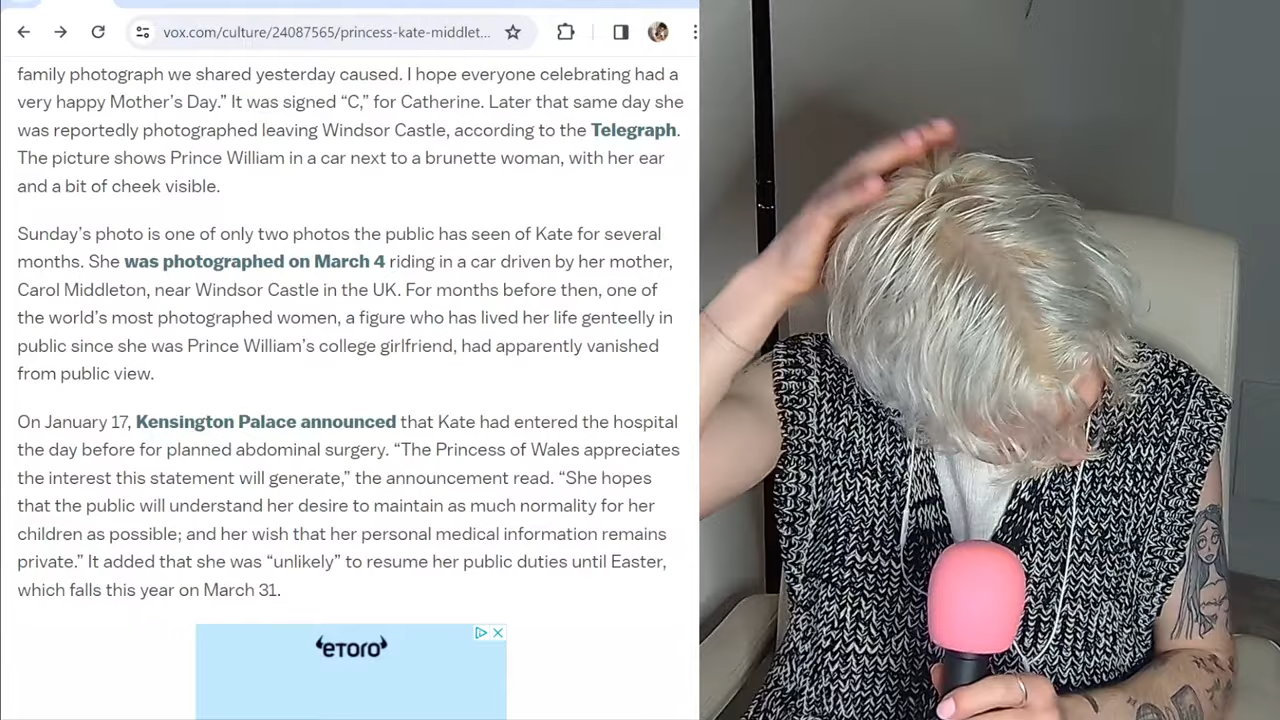 vox.com/culture/24087565/princess-kate-middlet...
family photograph we shared yesterday caused. I hope everyone celebrating had a
very happy Mother’s Day.” It was signed “C,” for Catherine. Later that same day she
was reportedly photographed leaving Windsor Castle, according to the Telegraph.
The picture shows Prince William in a car next to a brunette woman, with her ear
and a bit of cheek visible.
Sunday’s photo is one of only two photos the public has seen of Kate for several
months. She was photographed on March 4 riding in a car driven by her mother,
Carol Middleton, near Windsor Castle in the UK. For months before then, one of
the world’s most photographed women, a figure who has lived her life genteelly in
public since she was Prince William’s college girlfriend, had apparently vanished
from public view.
On January 17, Kensington Palace announced that Kate had entered the hospital
the day before for planned abdominal surgery. “The Princess of Wales appreciates
the interest this statement will generate,” the announcement read. “She hopes
that the public will understand her desire to maintain as much normality for her
children as possible; and her wish that her personal medical information remains
private.” It added that she was “unlikely” to resume her public duties until Easter,
which falls this year on March 31.
eTORO